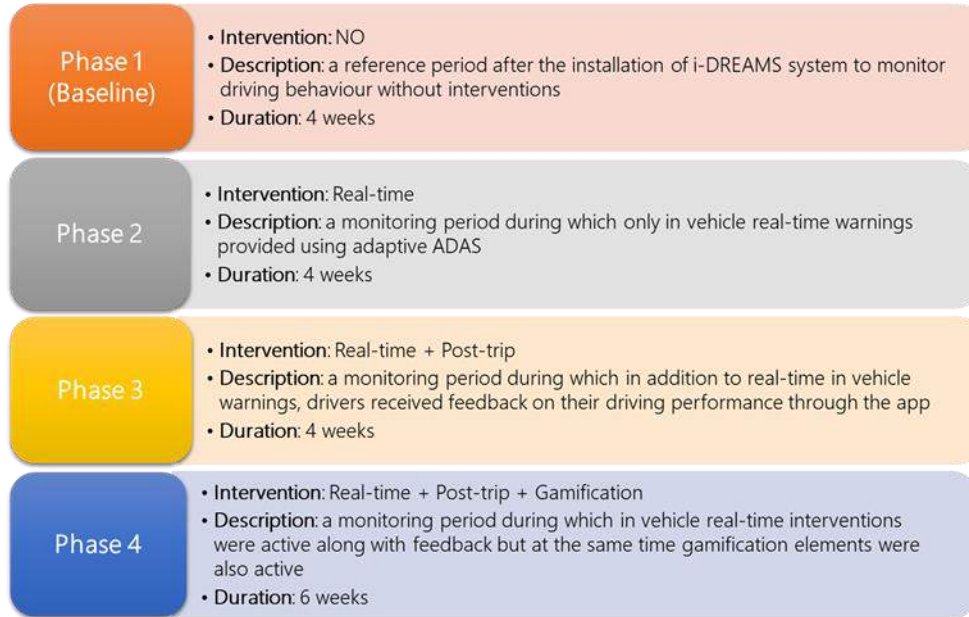 Phase 1
(Baseline)
• Intervention: NO
• Description: a reference period after the installation of i-DREAMS system to monitor
driving behaviour without interventions
• Duration: 4 weeks
Phase 2
• Intervention: Real-time
• Description: a monitoring period during which only in vehicle real-time warnings
provided using adaptive ADAS
• Duration: 4 weeks
Phase 3
• Intervention: Real-time + Post-trip
• Description: a monitoring period during which in addition to real-time in vehicle
warnings, drivers received feedback on their driving performance through the app
• Duration: 4 weeks
Phase 4
• Intervention: Real-time + Post-trip + Gamification
• Description: a monitoring period during which in vehicle real-time interventions
were active along with feedback but at the same time gamification elements were
also active
• Duration: 6 weeks